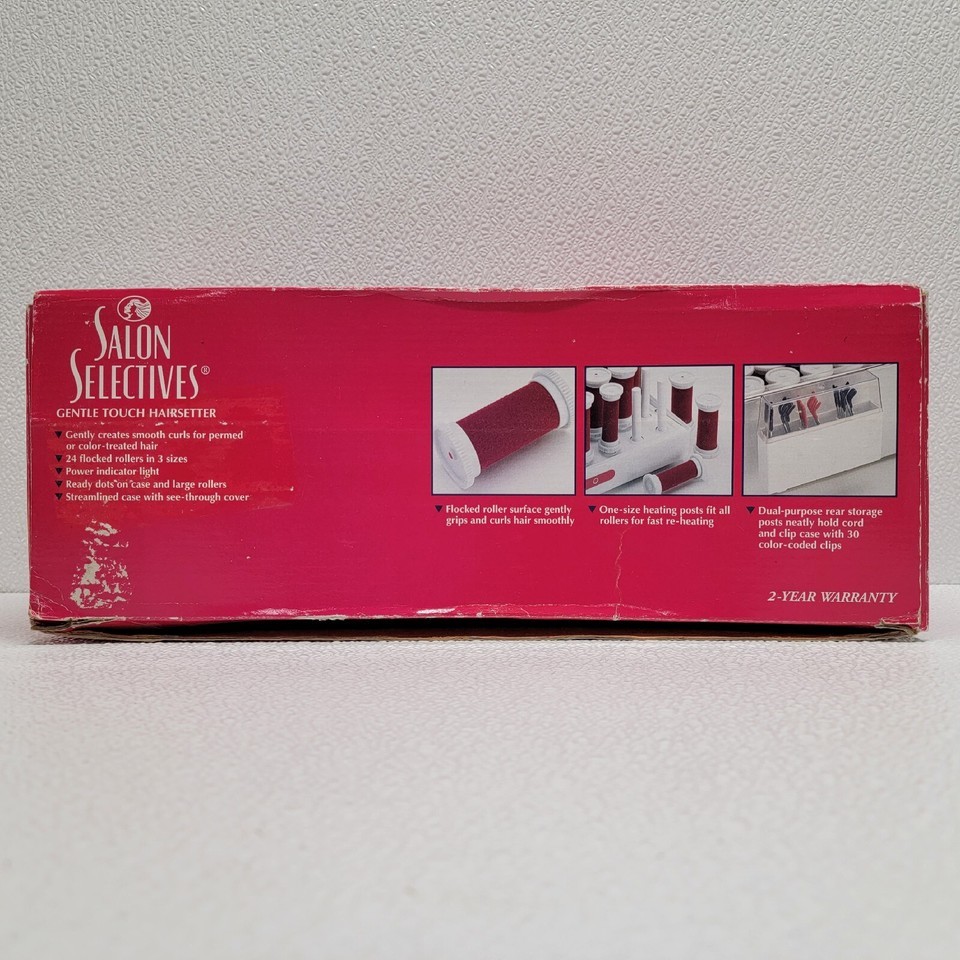 SALON
SELECTIVES®
GENTLE TOUCH HAIRSETTER
▼ Gently creates smooth curls for permed
or color-treated hair
▼ 24 flocked rollers in 3 sizes
▼ Power indicator light
▼ Ready dots on case and large rollers
▼ Streamlined case with see-through cover
▼ Flocked roller surface gently
grips and curls hair smoothly
▼ One-size heating posts fit all
rollers for fast re-heating
▼ Dual-purpose rear storage
posts neatly hold cord
and clip case with 30
color-coded clips
2-YEAR WARRANTY